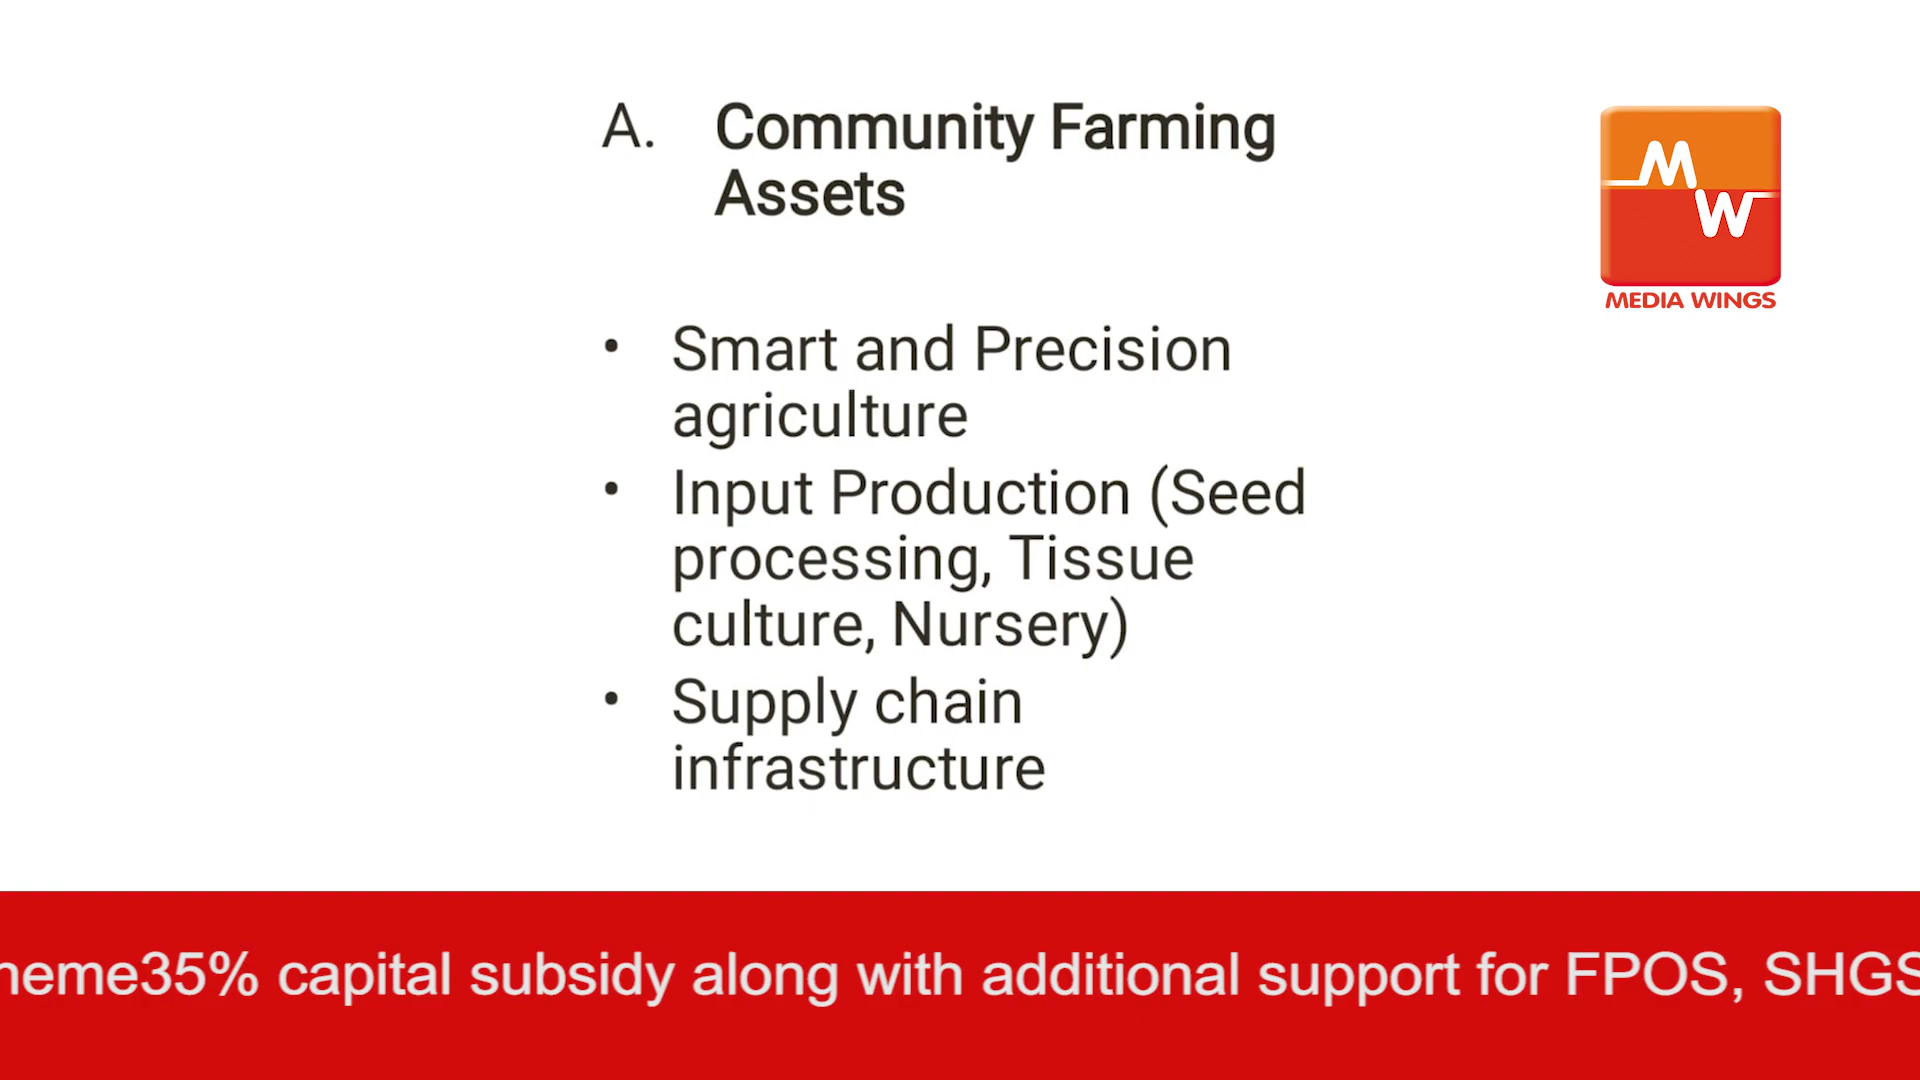 A. Community Farming
Assets
• Smart and Precision
agriculture
• Input Production (Seed
processing, Tissue
culture, Nursery)
• Supply chain
infrastructure
MW
MEDIA WINGS
heme35% capital subsidy along with additional support for FPOS, SHGS